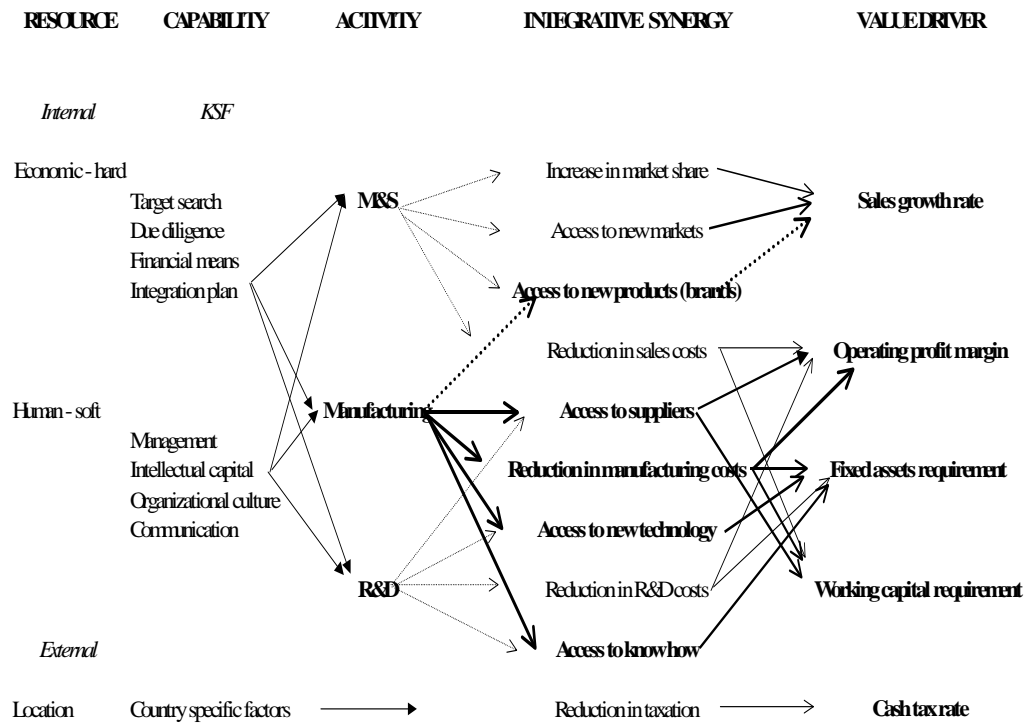 RESOURCE CAPABILITY ACTIVITY INTEGRATIVE SYNERGY VALUE DRIVER
Internal KSF
Economic - hard Increase in market share
Target search M&S Sales growth rate
Due diligence Access to new markets
Financial means
Integration plan Access to new products (brands)
Reduction in sales costs Operating profit margin
Human - soft Manufacturing Access to suppliers
Management
Intellectual capital Reduction in manufacturing costs Fixed assets requirement
Organizational culture
Communication Access to new technology
R&D Reduction in R&D costs Working capital requirement
External Access to know how
Location Country specific factors Reduction in taxation Cash tax rate